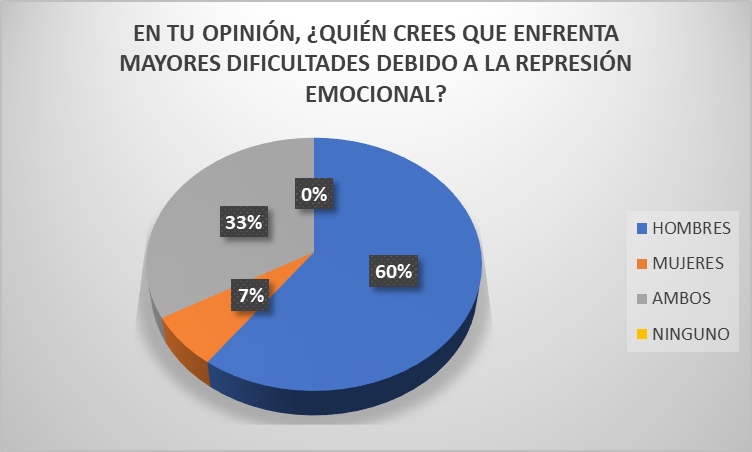 EN TU OPINIÓN, ¿QUIÉN CREES QUE ENFRENTA
MAYORES DIFICULTADES DEBIDO A LA REPRESIÓN
EMOCIONAL?
0%
33%
60%
7%
HOMBRES
MUJERES
AMBOS
NINGUNO